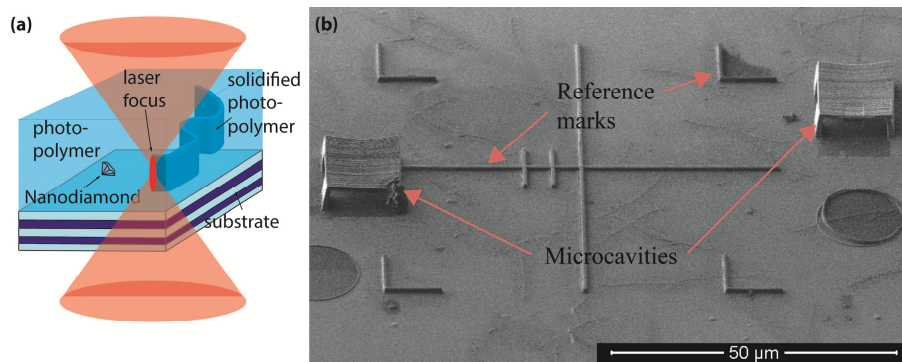 (a)
laser
focus
solidified
photo-
polymer
photo-
polymer
Nanodiamond
substrate
(b)
Reference
marks
Microcavities
50 µm